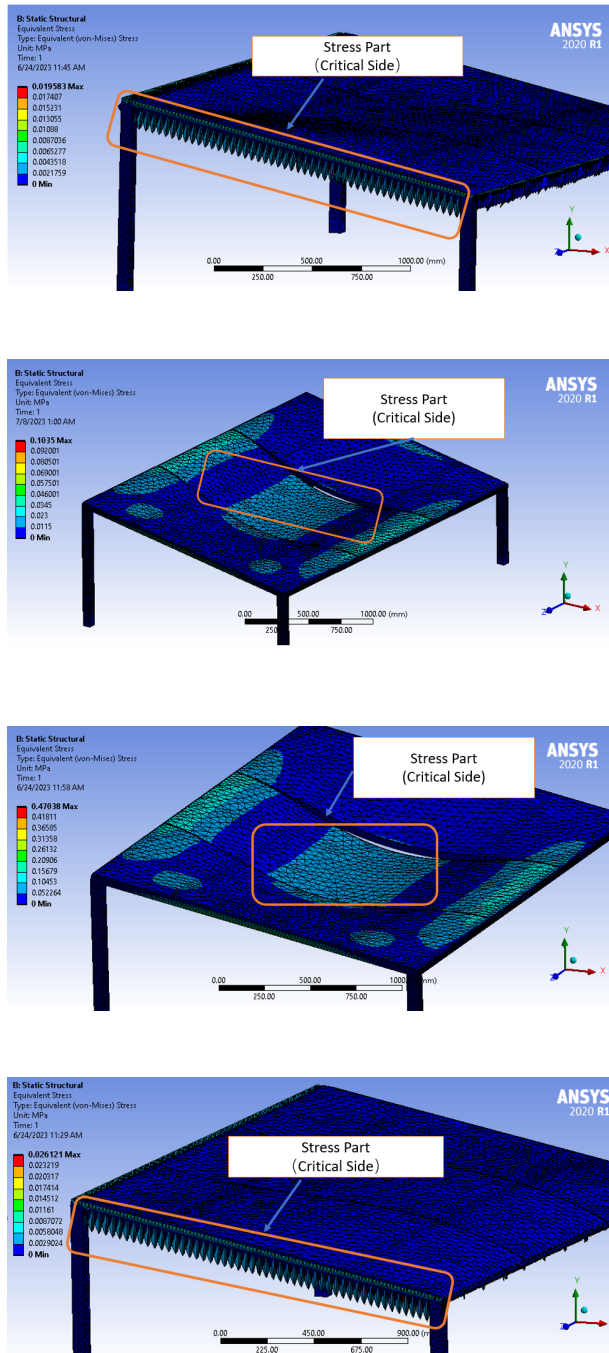 B: Static Structural
Equivalent Stress
Type: Equivalent (von-Mises) Stress
Unit: MPa
Time: 1
6/24/2023 11:45 AM
0.019583 Max
0.017407
0.015231
0.013055
0.01088
0.0087036
0.0065277
0.0043518
0.0021759
0 Min
Stress Part
(Critical Side)
ANSYS
2020 R1
0.00 500.00 1000.00 (mm)
250.00 750.00
Y
Z X
B: Static Structural
Equivalent Stress
Type: Equivalent (von-Mises) Stress
Unit: MPa
Time: 1
7/8/2023 1:00 AM
0.1035 Max
0.092001
0.080501
0.069001
0.057501
0.046001
0.0345
0.023
0.0115
0 Min
Stress Part
(Critical Side)
ANSYS
2020 R1
0.00 500.00 1000.00 (mm)
750.00
Y
Z X
B: Static Structural
Equivalent Stress
Type: Equivalent (von-Mises) Stress
Unit: MPa
Time: 1
6/24/2023 11:58 AM
0.47038 Max
0.41811
0.36585
0.31358
0.26132
0.20906
0.15679
0.10453
0.052264
0 Min
Stress Part
(Critical Side)
ANSYS
2020 R1
0.00 500.00
250.00 750.00
Y
Z X
B: Static Structural
Equivalent Stress
Type: Equivalent (von-Mises) Stress
Unit: MPa
Time: 1
6/24/2023 11:29 AM
0.026121 Max
0.023219
0.020317
0.017414
0.014512
0.01161
0.0087072
0.0058048
0.0029024
0 Min
Stress Part
(Critical Side)
ANSYS
2020 R1
0.00 450.00 900.00
225.00 675.00
Y
Z X